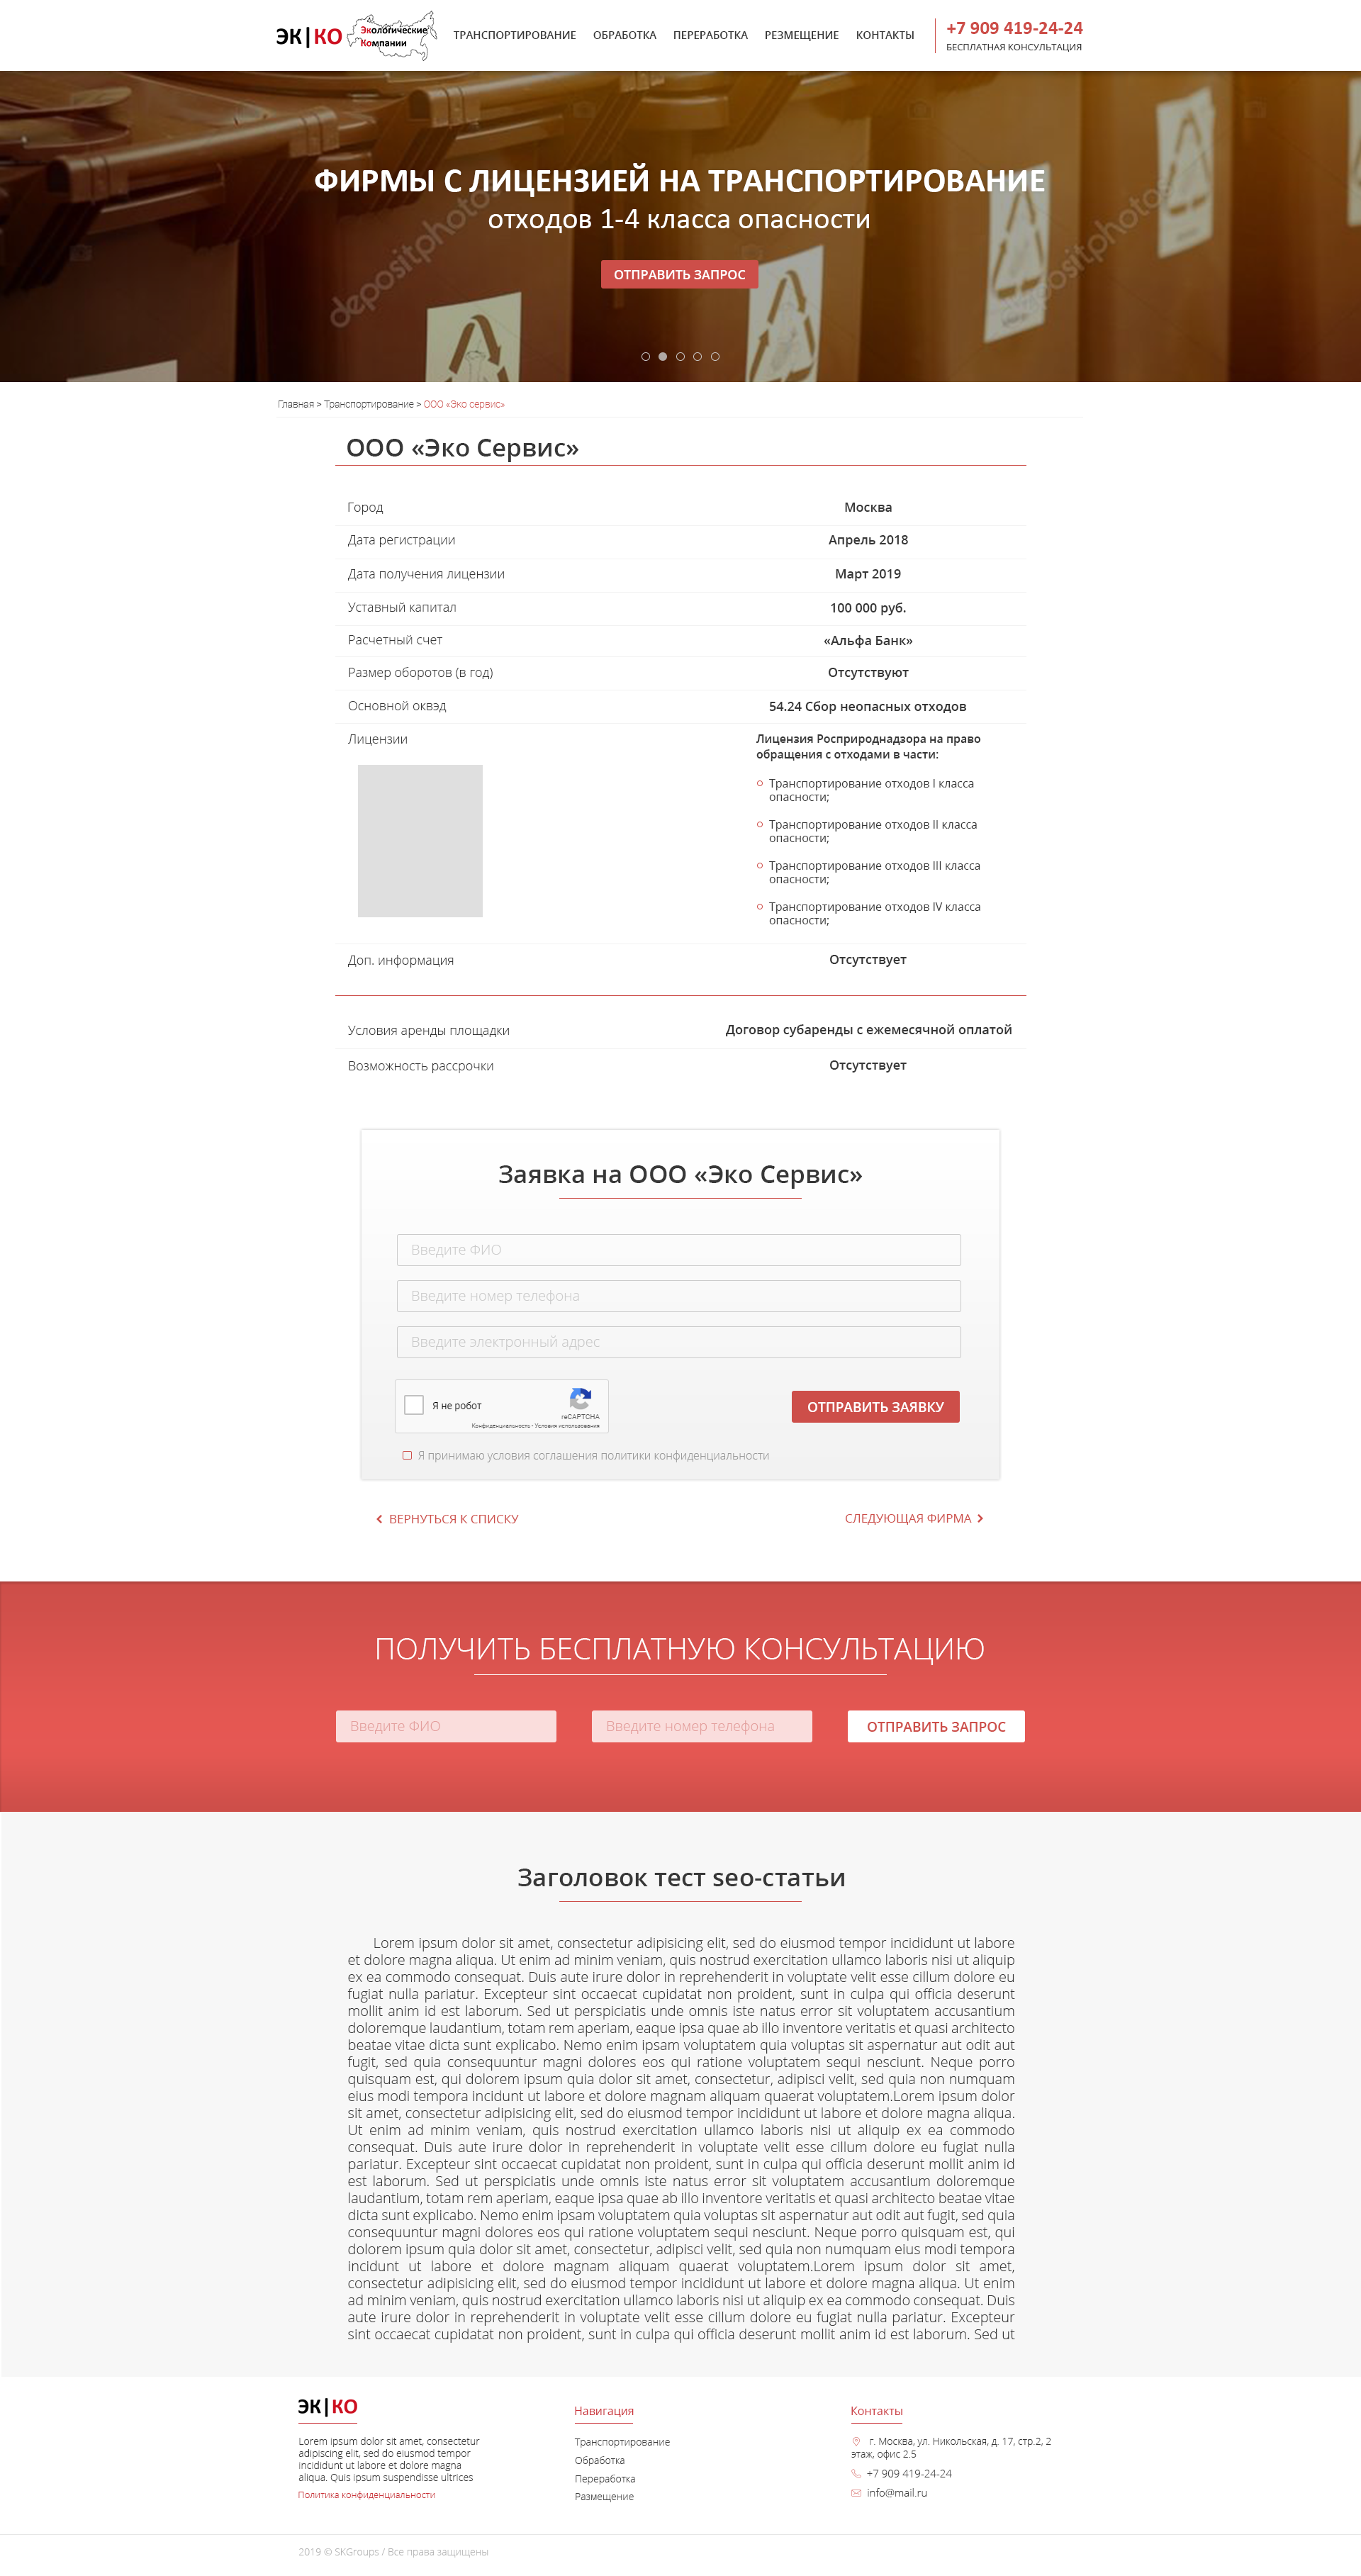 ЭК|КО
Экологические
Компании
ТРАНСПОРТИРОВАНИЕ ОБРАБОТКА ПЕРЕРАБОТКА РЕЗМЕЩЕНИЕ КОНТАКТЫ
+7 909 419-24-24
БЕСПЛАТНАЯ КОНСУЛЬТАЦИЯ
ФИРМЫ С ЛИЦЕНЗИЕЙ НА ТРАНСПОРТИРОВАНИЕ
отходов 1-4 класса опасности
depositphotos depositphotos
ОТПРАВИТЬ ЗАПРОС
Главная > Транспортирование > ООО «Эко сервис»
ООО «Эко Сервис»
Город Москва
Дата регистрации Апрель 2018
Дата получения лицензии Март 2019
Уставный капитал 100 000 руб.
Расчетный счет «Альфа Банк»
Размер оборотов (в год) Отсутствуют
Основной оквэд 54.24 Сбор неопасных отходов
Лицензии Лицензия Росприроднадзора на право
обращения с отходами в части:
Транспортирование отходов I класса
опасности;
Транспортирование отходов II класса
опасности;
Транспортирование отходов III класса
опасности;
Транспортирование отходов IV класса
опасности;
Доп. информация Отсутствует
Условия аренды площадки Договор субаренды с ежемесячной оплатой
Возможность рассрочки Отсутствует
Заявка на ООО «Эко Сервис»
Введите ФИО
Введите номер телефона
Введите электронный адрес
Я не робот
reCAPTCHA
Конфиденциальность - Условия использования
ОТПРАВИТЬ ЗАЯВКУ
Я принимаю условия соглашения политики конфиденциальности
ВЕРНУТЬСЯ К СПИСКУ СЛЕДУЮЩАЯ ФИРМА
ПОЛУЧИТЬ БЕСПЛАТНУЮ КОНСУЛЬТАЦИЮ
Введите ФИО Введите номер телефона ОТПРАВИТЬ ЗАПРОС
Заголовок тест seo-статьи
Lorem ipsum dolor sit amet, consectetur adipisicing elit, sed do eiusmod tempor incididunt ut labore
et dolore magna aliqua. Ut enim ad minim veniam, quis nostrud exercitation ullamco laboris nisi ut aliquip
ex ea commodo consequat. Duis aute irure dolor in reprehenderit in voluptate velit esse cillum dolore eu
fugiat nulla pariatur. Excepteur sint occaecat cupidatat non proident, sunt in culpa qui officia deserunt
mollit anim id est laborum. Sed ut perspiciatis unde omnis iste natus error sit voluptatem accusantium
doloremque laudantium, totam rem aperiam, eaque ipsa quae ab illo inventore veritatis et quasi architecto
beatae vitae dicta sunt explicabo. Nemo enim ipsam voluptatem quia voluptas sit aspernatur aut odit aut
fugit, sed quia consequuntur magni dolores eos qui ratione voluptatem sequi nesciunt. Neque porro
quisquam est, qui dolorem ipsum quia dolor sit amet, consectetur, adipisci velit, sed quia non numquam
eius modi tempora incidunt ut labore et dolore magnam aliquam quaerat voluptatem.Lorem ipsum dolor
sit amet, consectetur adipisicing elit, sed do eiusmod tempor incididunt ut labore et dolore magna aliqua.
Ut enim ad minim veniam, quis nostrud exercitation ullamco laboris nisi ut aliquip ex ea commodo
consequat. Duis aute irure dolor in reprehenderit in voluptate velit esse cillum dolore eu fugiat nulla
pariatur. Excepteur sint occaecat cupidatat non proident, sunt in culpa qui officia deserunt mollit anim id
est laborum. Sed ut perspiciatis unde omnis iste natus error sit voluptatem accusantium doloremque
laudantium, totam rem aperiam, eaque ipsa quae ab illo inventore veritatis et quasi architecto beatae vitae
dicta sunt explicabo. Nemo enim ipsam voluptatem quia voluptas sit aspernatur aut odit aut fugit, sed quia
consequuntur magni dolores eos qui ratione voluptatem sequi nesciunt. Neque porro quisquam est, qui
dolorem ipsum quia dolor sit amet, consectetur, adipisci velit, sed quia non numquam eius modi tempora
incidunt ut labore et dolore magnam aliquam quaerat voluptatem.Lorem ipsum dolor sit amet,
consectetur adipisicing elit, sed do eiusmod tempor incididunt ut labore et dolore magna aliqua. Ut enim
ad minim veniam, quis nostrud exercitation ullamco laboris nisi ut aliquip ex ea commodo consequat. Duis
aute irure dolor in reprehenderit in voluptate velit esse cillum dolore eu fugiat nulla pariatur. Excepteur
sint occaecat cupidatat non proident, sunt in culpa qui officia deserunt mollit anim id est laborum. Sed ut
ЭК|КО
Lorem ipsum dolor sit amet, consectetur
adipiscing elit, sed do eiusmod tempor
incididunt ut labore et dolore magna
aliqua. Quis ipsum suspendisse ultrices
Политика конфиденциальности
Навигация
Транспортирование
Обработка
Переработка
Размещение
Контакты
г. Москва, ул. Никольская, д. 17, стр.2, 2
этаж, офис 2.5
+7 909 419-24-24
info@mail.ru
2019 © SKGroups / Все права защищены